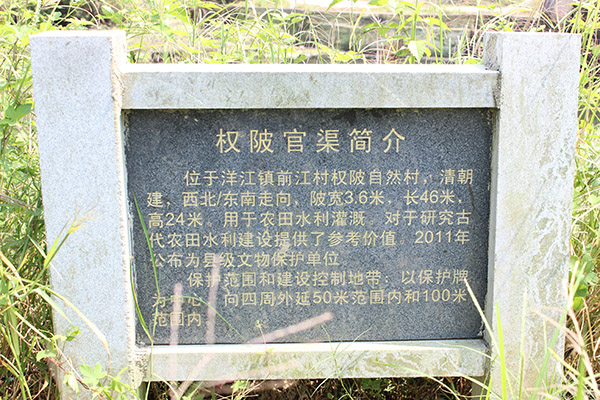 权陂官渠简介
位于洋江镇前江村权陂自然村，清朝
建，西北/东南走向，陂宽3.6米，长46米，
高24米。用于农田水利灌溉。对于研究古
代农田水利建设提供了参考价值。2011年
公布为县级文物保护单位
保护范围和建设控制地带：以保护牌
为中心，向四周外延50米范围内和100米
范围内。